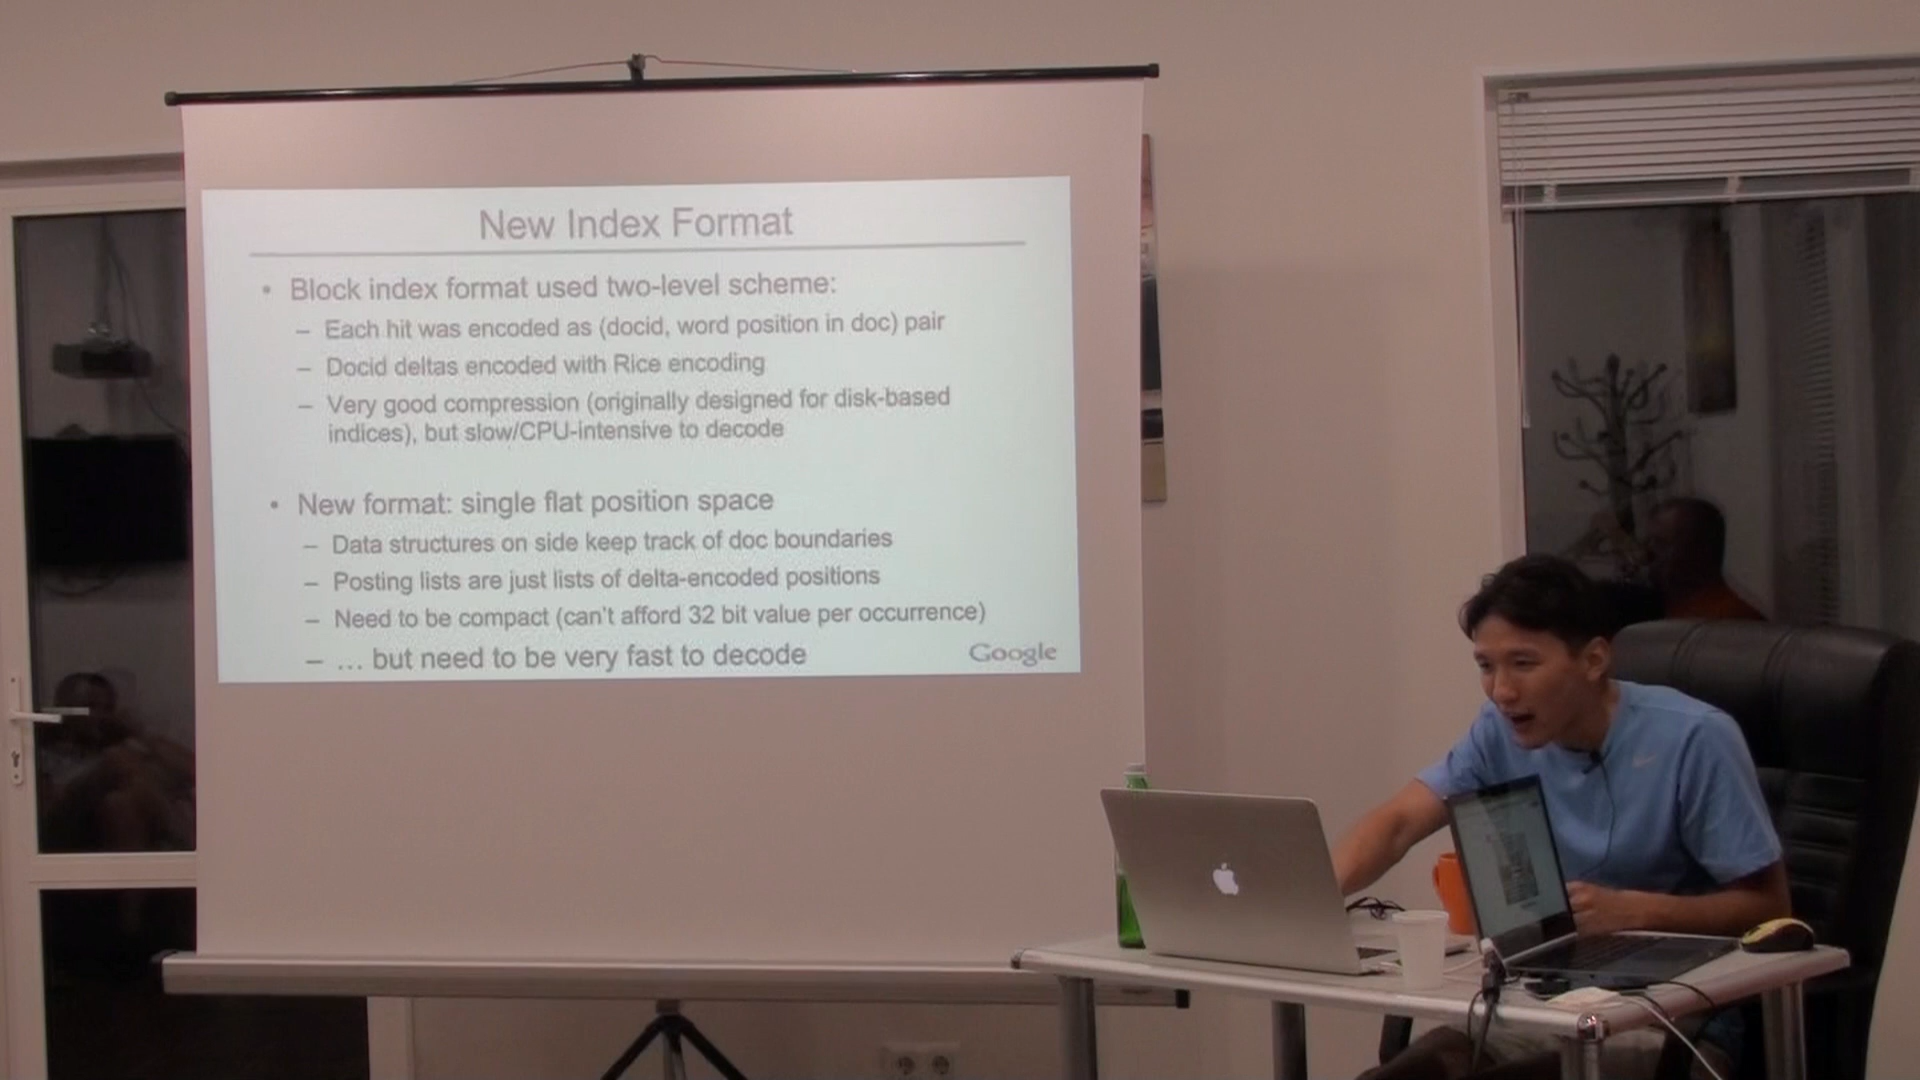 New Index Format
• Block index format used two-level scheme:
– Each hit was encoded as (docid, word position in doc) pair
– Docid deltas encoded with Rice encoding
– Very good compression (originally designed for disk-based
indices), but slow/CPU-intensive to decode
• New format: single flat position space
– Data structures on side keep track of doc boundaries
– Posting lists are just lists of delta-encoded positions
– Need to be compact (can't afford 32 bit value per occurrence)
– … but need to be very fast to decode
Google